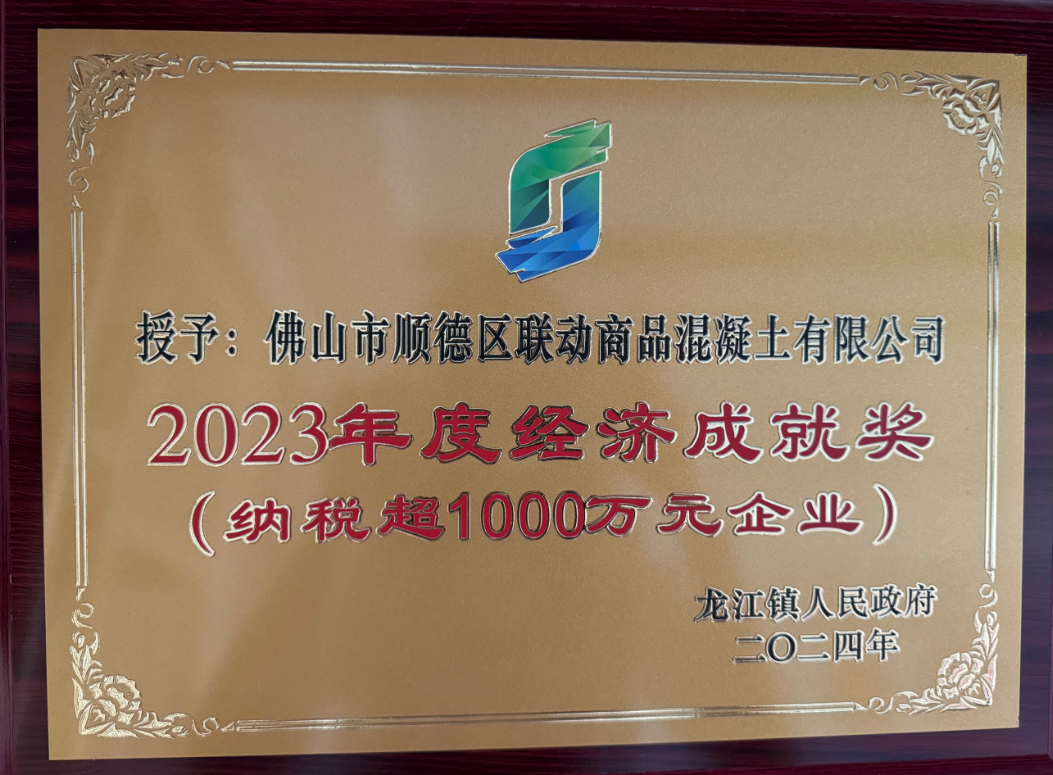 授予：佛山市顺德区联动商品混凝土有限公司
2023年度经济成就奖
（纳税超1000万元企业）
龙江镇人民政府
二〇二四年